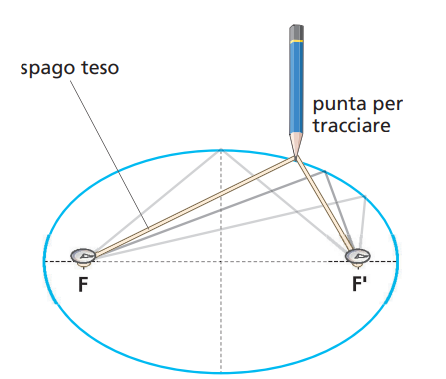 spago teso
punta per
tracciare
F
F'